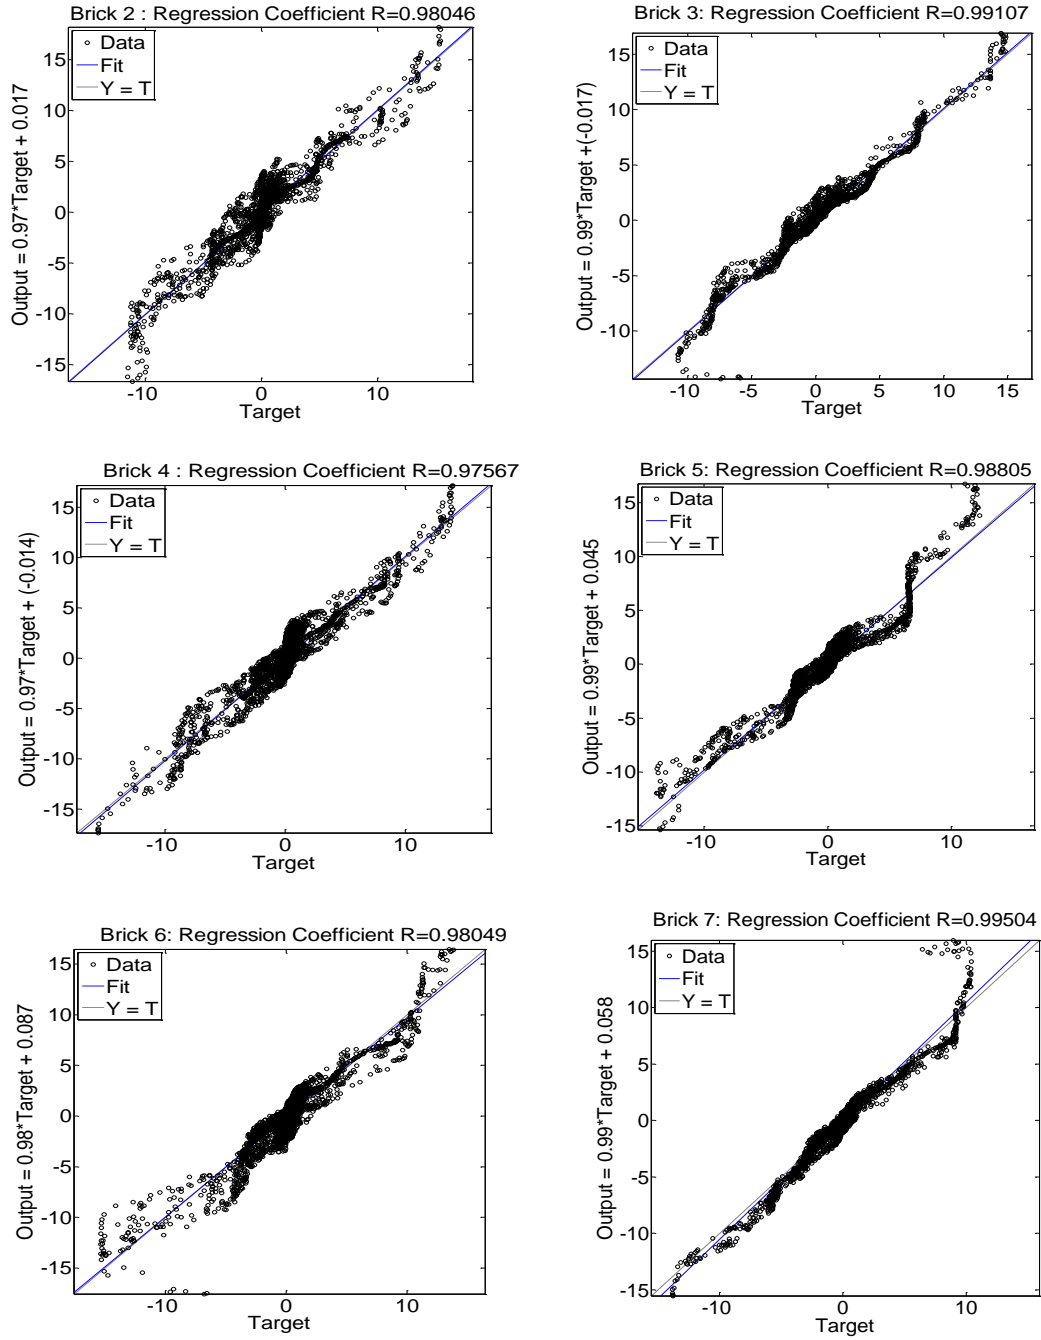 Brick 2 : Regression Coefficient R=0.98046
Data
Fit
Y = T
Output = 0.97*Target + 0.017
15
10
5
0
-5
-10
-15
-10
0
10
Target
Brick 3: Regression Coefficient R=0.99107
Data
Fit
Y = T
Output = 0.99*Target +(-0.017)
15
10
5
0
-5
-10
-10
-5
0
5
10
15
Target
Brick 4 : Regression Coefficient R=0.97567
Data
Fit
Y = T
Output = 0.97*Target + (-0.014)
15
10
5
0
-5
-10
-15
-10
0
10
Target
Brick 5: Regression Coefficient R=0.98805
Data
Fit
Y = T
Output = 0.99*Target + 0.045
15
10
5
0
-5
-10
-15
-10
0
10
Target
Brick 6: Regression Coefficient R=0.98049
Data
Fit
Y = T
Output = 0.98*Target + 0.087
15
10
5
0
-5
-10
-15
-10
0
10
Target
Brick 7: Regression Coefficient R=0.99504
Data
Fit
Y = T
Output = 0.99*Target + 0.058
15
10
5
0
-5
-10
-15
-10
0
10
Target